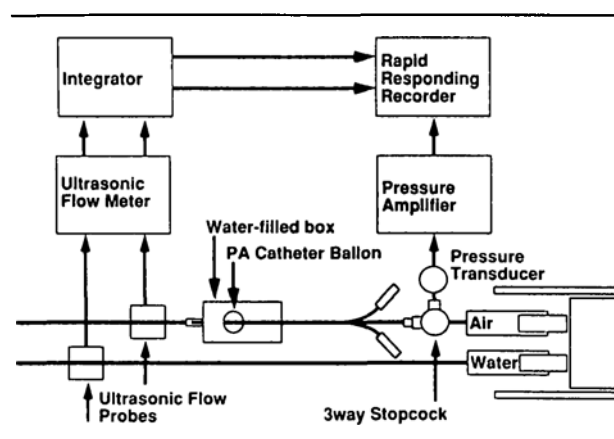 Integrator
Rapid
Responding
Recorder
Ultrasonic
Flow Meter
Pressure
Amplifier
Water-filled box
PA Catheter Ballon
Pressure
Transducer
Air
Water
Ultrasonic Flow
Probes
3way Stopcock